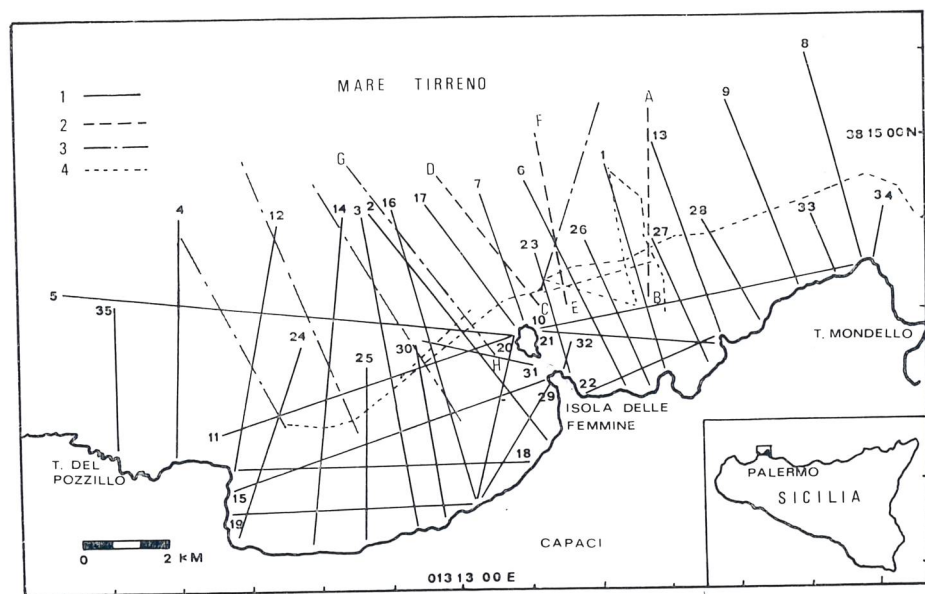 8
MARE TIRRENO
1
2
3
4
A
9
F
13
38 15 00 N
G
D
7
6
1
4
12
14
3
2
16
17
23
26
27
28
33
34
5
35
C
E
B
10
20
21
24
25
30
H
31
32
T. MONDELLO
11
29
22
ISOLA DELLE
FEMMINE
T. DEL
POZZILLO
15
18
19
PALERMO
SICILIA
0 2 KM
CAPACI
013 13 00 E